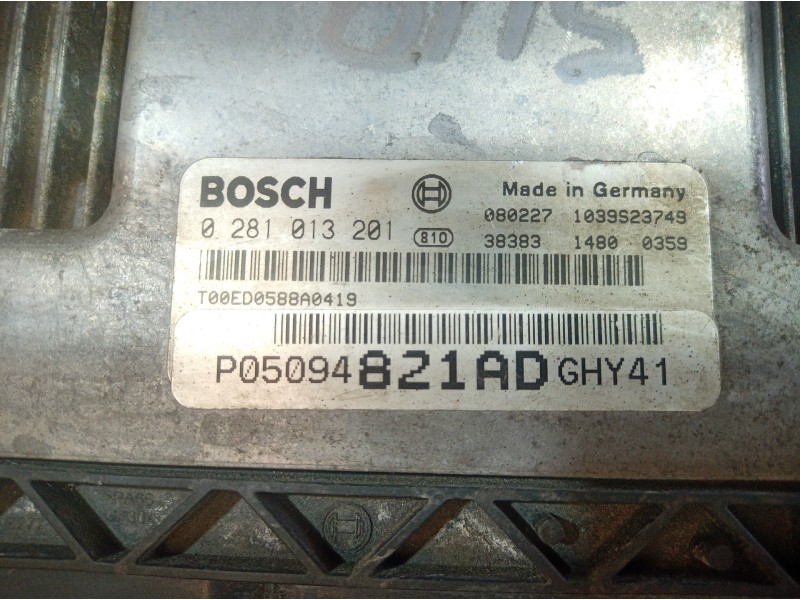 BOSCH
Made in Germany
080227 1039S23749
0 281 013 201 810 38383 1480 0359
T00ED0588A0419
P05094821AD GHY41